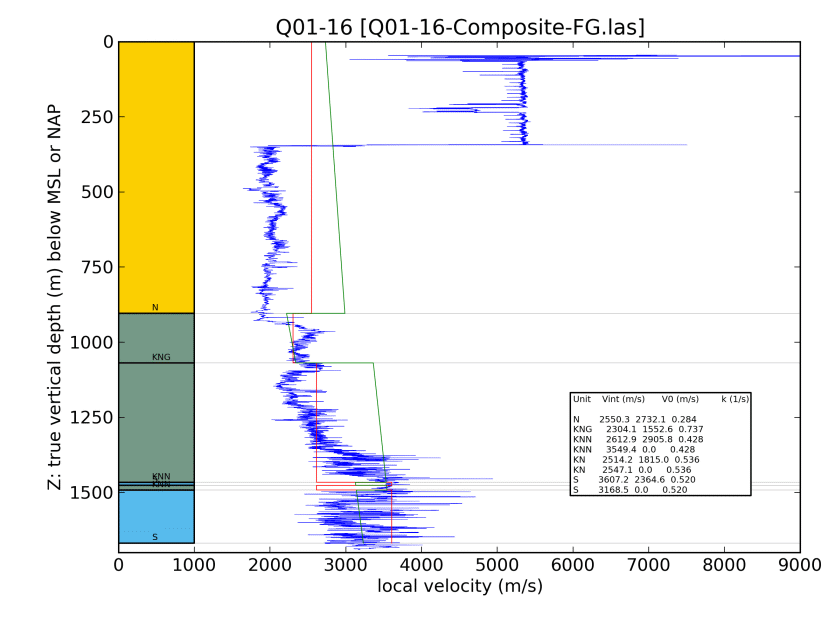 Q01-16 [Q01-16-Composite-FG.las]
Z: true vertical depth (m) below MSL or NAP
0
250
500
750
1000
1250
1500
N
KNG
KNN
KNN
S
Unit Vint (m/s) V0 (m/s) k (1/s)
N 2550.3 2732.1 0.284
KNG 2304.1 1552.6 0.737
KNN 2612.9 2905.8 0.428
KNN 3549.4 0.0 0.428
KN 2514.2 1815.0 0.536
KN 2547.1 0.0 0.536
S 3607.2 2364.6 0.520
S 3168.5 0.0 0.520
0 1000 2000 3000 4000 5000 6000 7000 8000 9000
local velocity (m/s)